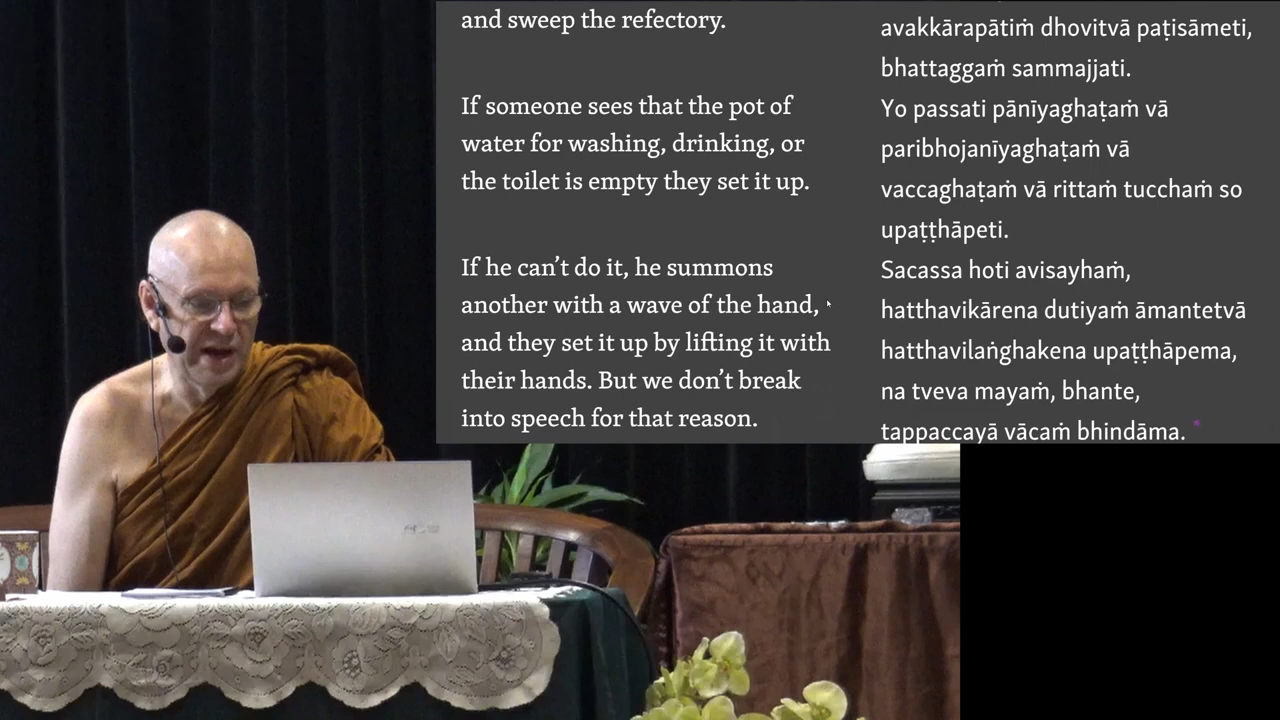 and sweep the refectory.
If someone sees that the pot of
water for washing, drinking, or
the toilet is empty they set it up.
If he can’t do it, he summons
another with a wave of the hand,
and they set it up by lifting it with
their hands. But we don’t break
into speech for that reason.
avakkārapātiṁ dhovitvā paṭisāmeti,
bhattaggaṁ sammajjati.
Yo passati pānīyaghaṭaṁ vā
paribhojanīyaghaṭaṁ vā
vaccaghaṭaṁ vā rittaṁ tucchaṁ so
upaṭṭhāpeti.
Sacassa hoti avisayhaṁ,
hatthavikārena dutiyaṁ āmantetvā
hatthavilaṅghakena upaṭṭhāpema,
na tveva mayaṁ, bhante,
tappaccayā vācaṁ bhindāma.